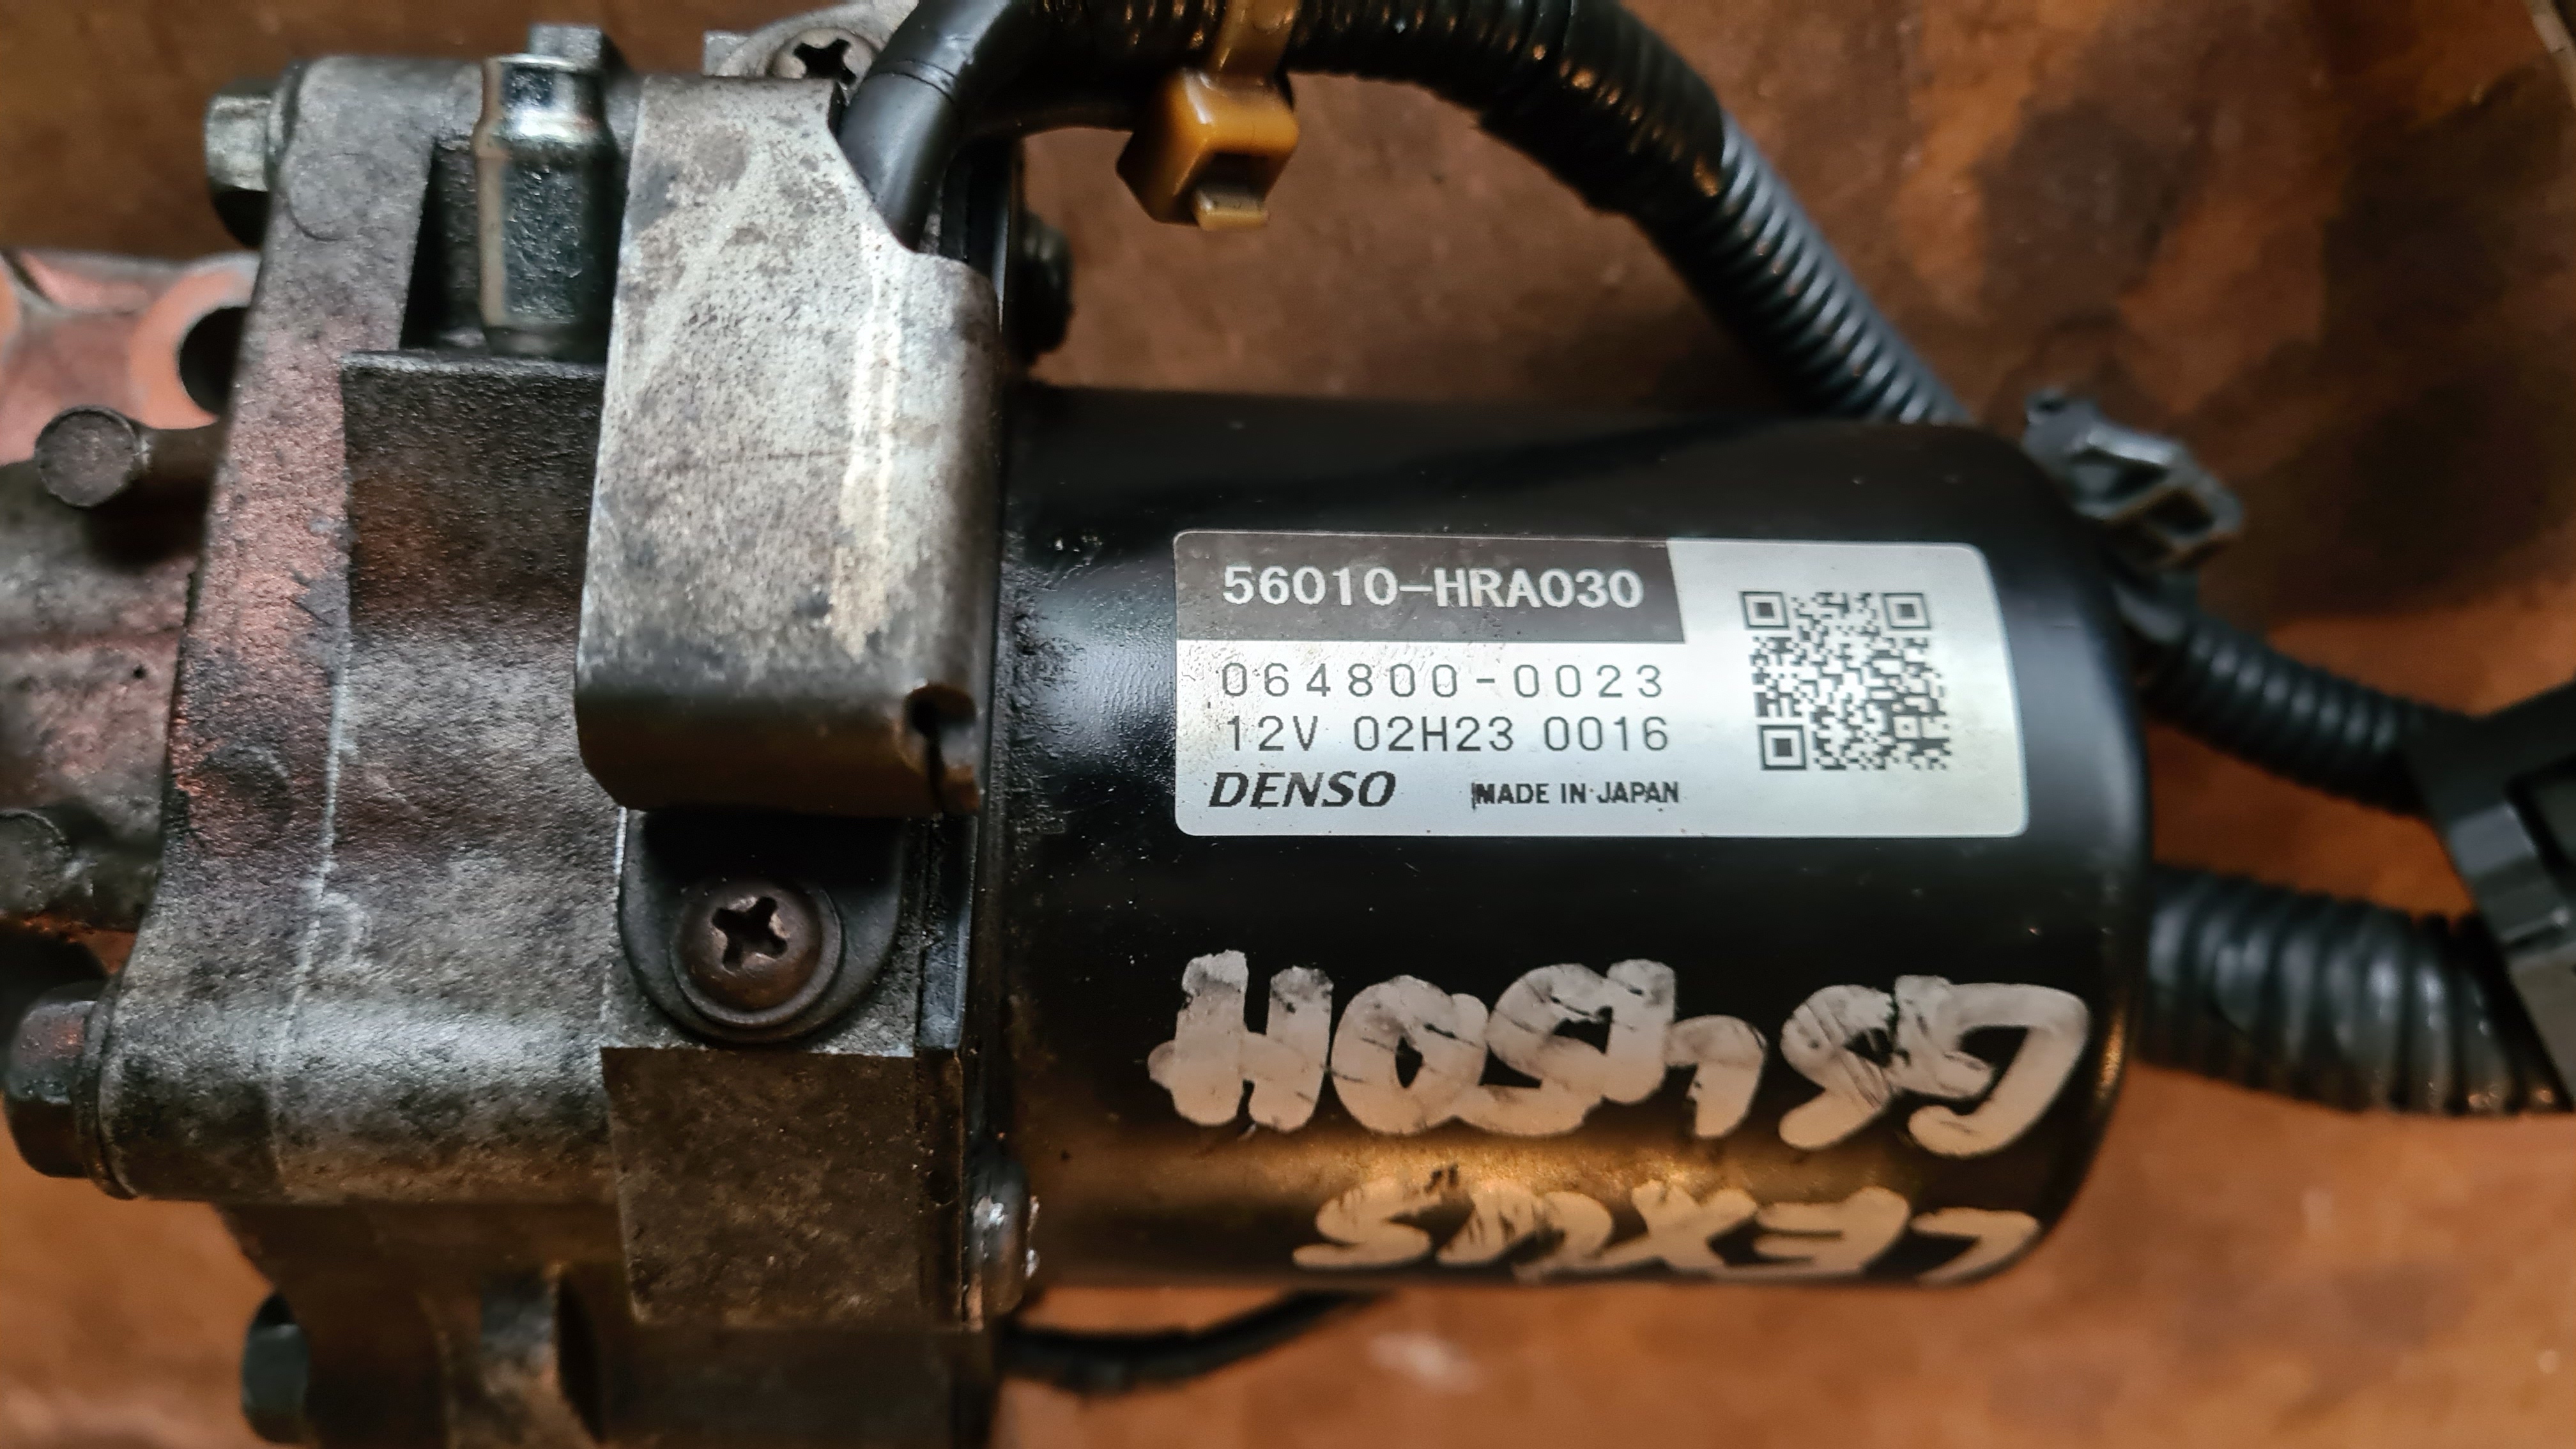 56010-HRA030
064800-0023
12V 02H23 0016
DENSO MADE IN JAPAN
LEXUS
GS450H